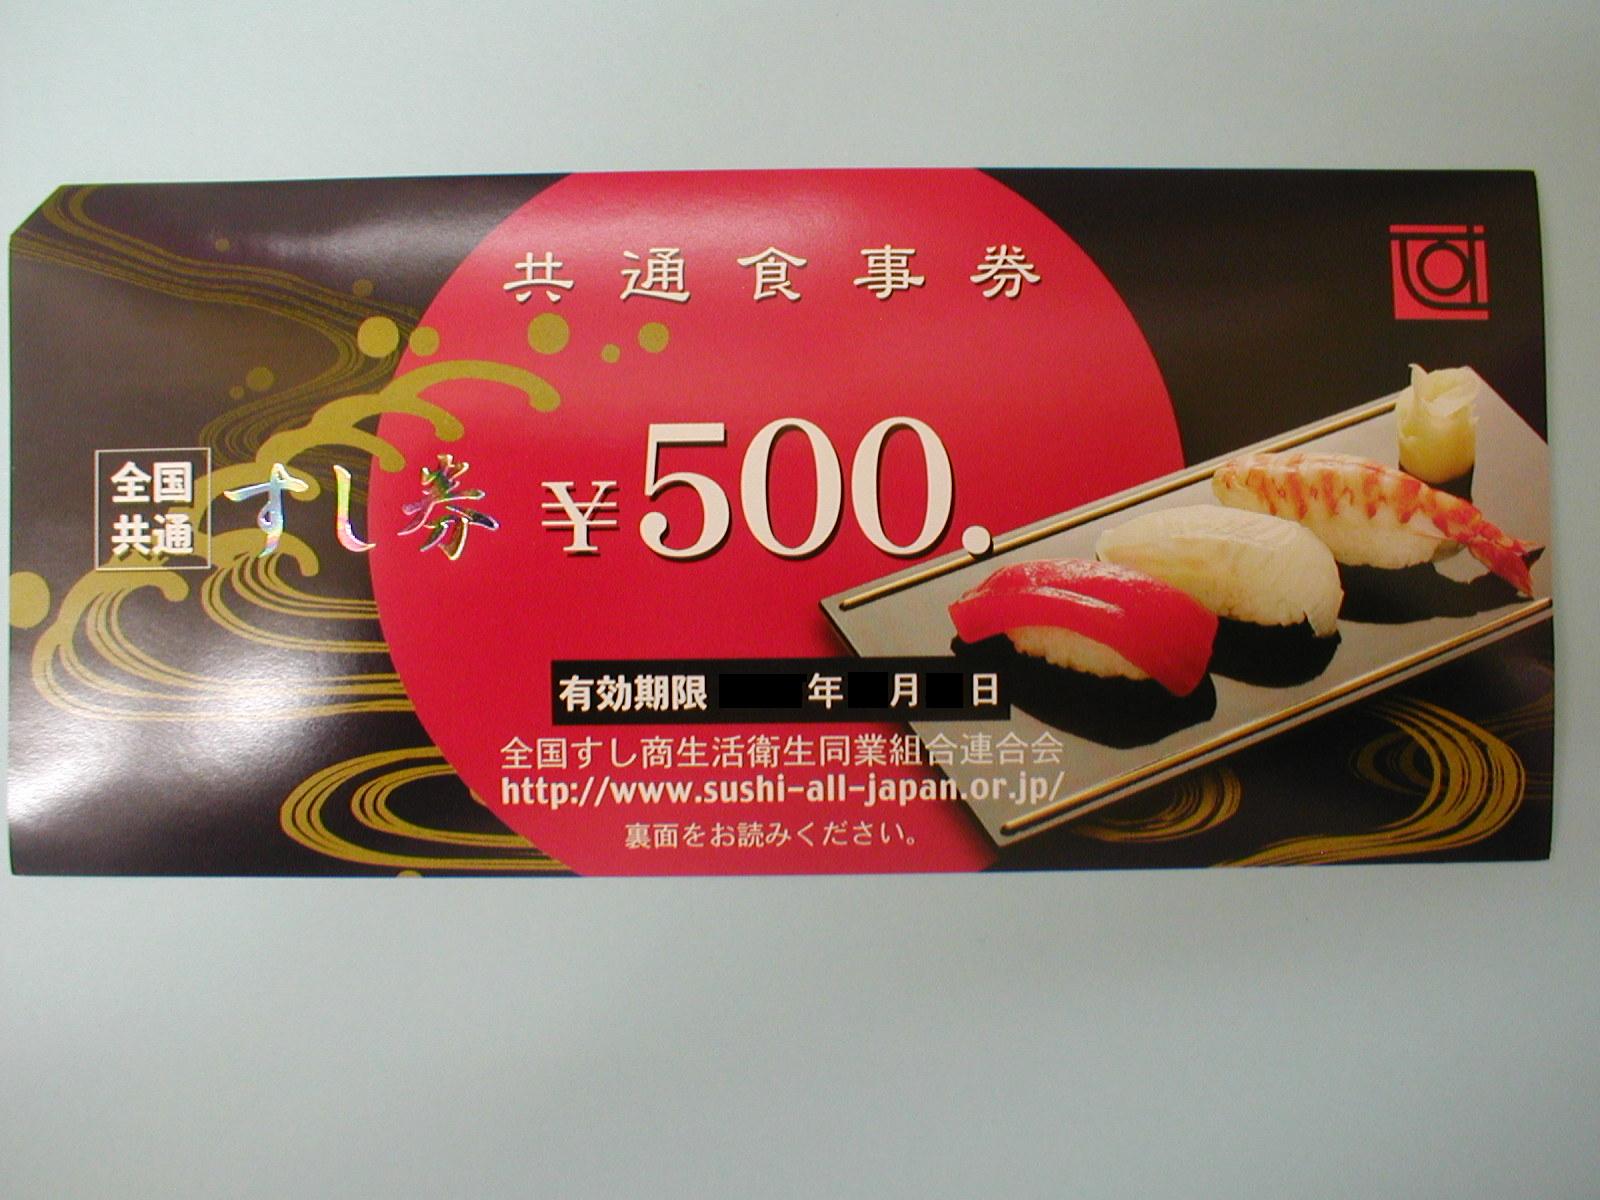 共通食事券
全国
共通
すし券
¥500.
有効期限 年 月 日
全国すし商生活衛生同業組合連合会
http://www.sushi-all-japan.or.jp/
裏面をお読みください。